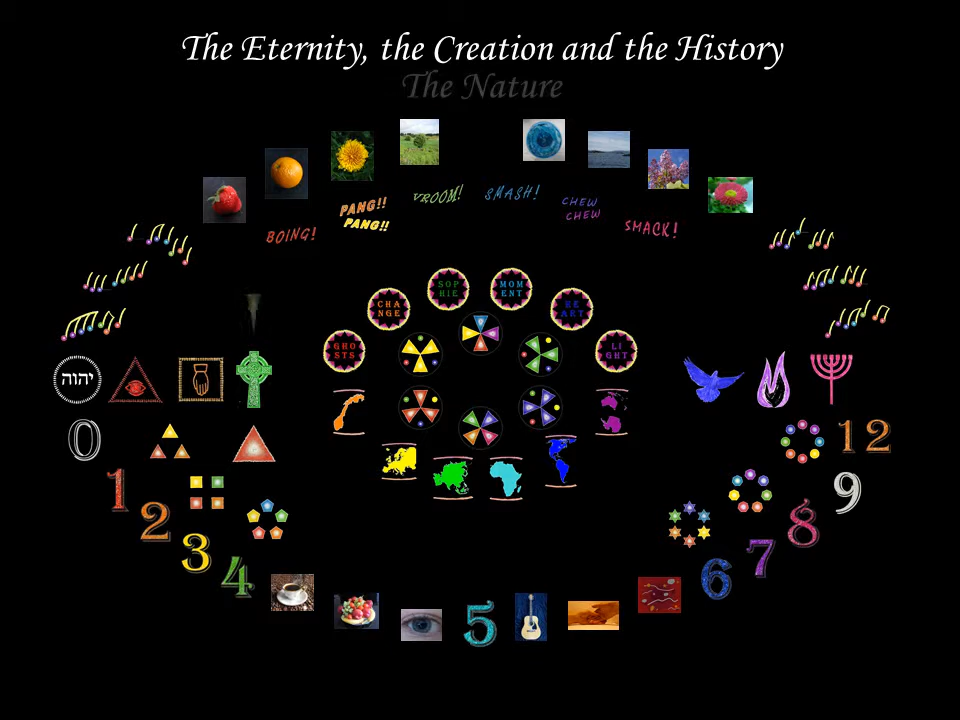 The Eternity, the Creation and the History
The Nature
BOING!
PANG!!
PANG!!
VROOM!
SMASH!
CHEW
CHEW
SMACK!
GHO
STS
CHA
NGE
SOP
HIE
MOM
ENT
HE
ART
LI
GHT
יהוה
0
1
2
3
4
5
6
7
8
9
12